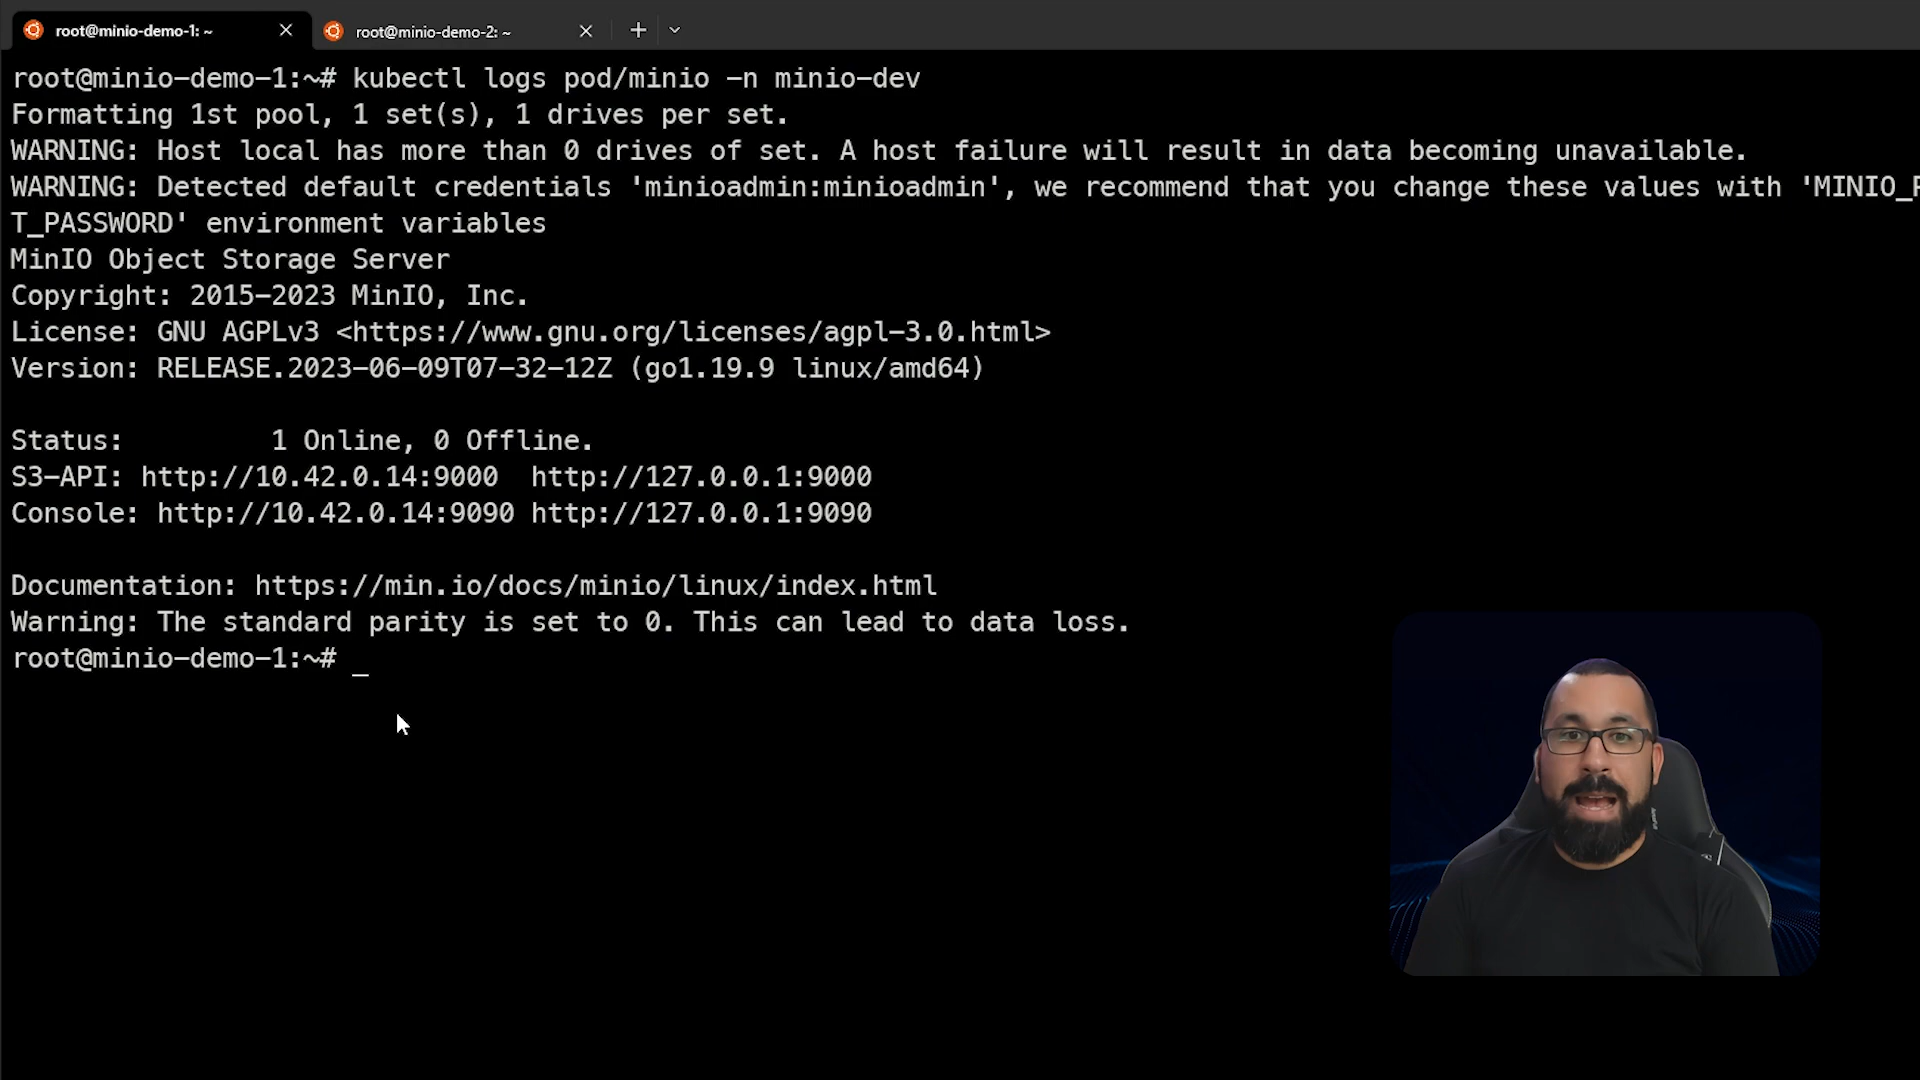 root@minio-demo-1: ~
root@minio-demo-2: ~
root@minio-demo-1:~# kubectl logs pod/minio -n minio-dev
Formatting 1st pool, 1 set(s), 1 drives per set.
WARNING: Host local has more than 0 drives of set. A host failure will result in data becoming unavailable.
WARNING: Detected default credentials 'minioadmin:minioadmin', we recommend that you change these values with 'MINIO_
T_PASSWORD' environment variables
MinIO Object Storage Server
Copyright: 2015-2023 MinIO, Inc.
License: GNU AGPLv3 <https://www.gnu.org/licenses/agpl-3.0.html>
Version: RELEASE.2023-06-09T07-32-12Z (go1.19.9 linux/amd64)
Status:         1 Online, 0 Offline.
S3-API: http://10.42.0.14:9000  http://127.0.0.1:9000
Console: http://10.42.0.14:9090 http://127.0.0.1:9090
Documentation: https://min.io/docs/minio/linux/index.html
Warning: The standard parity is set to 0. This can lead to data loss.
root@minio-demo-1:~# _